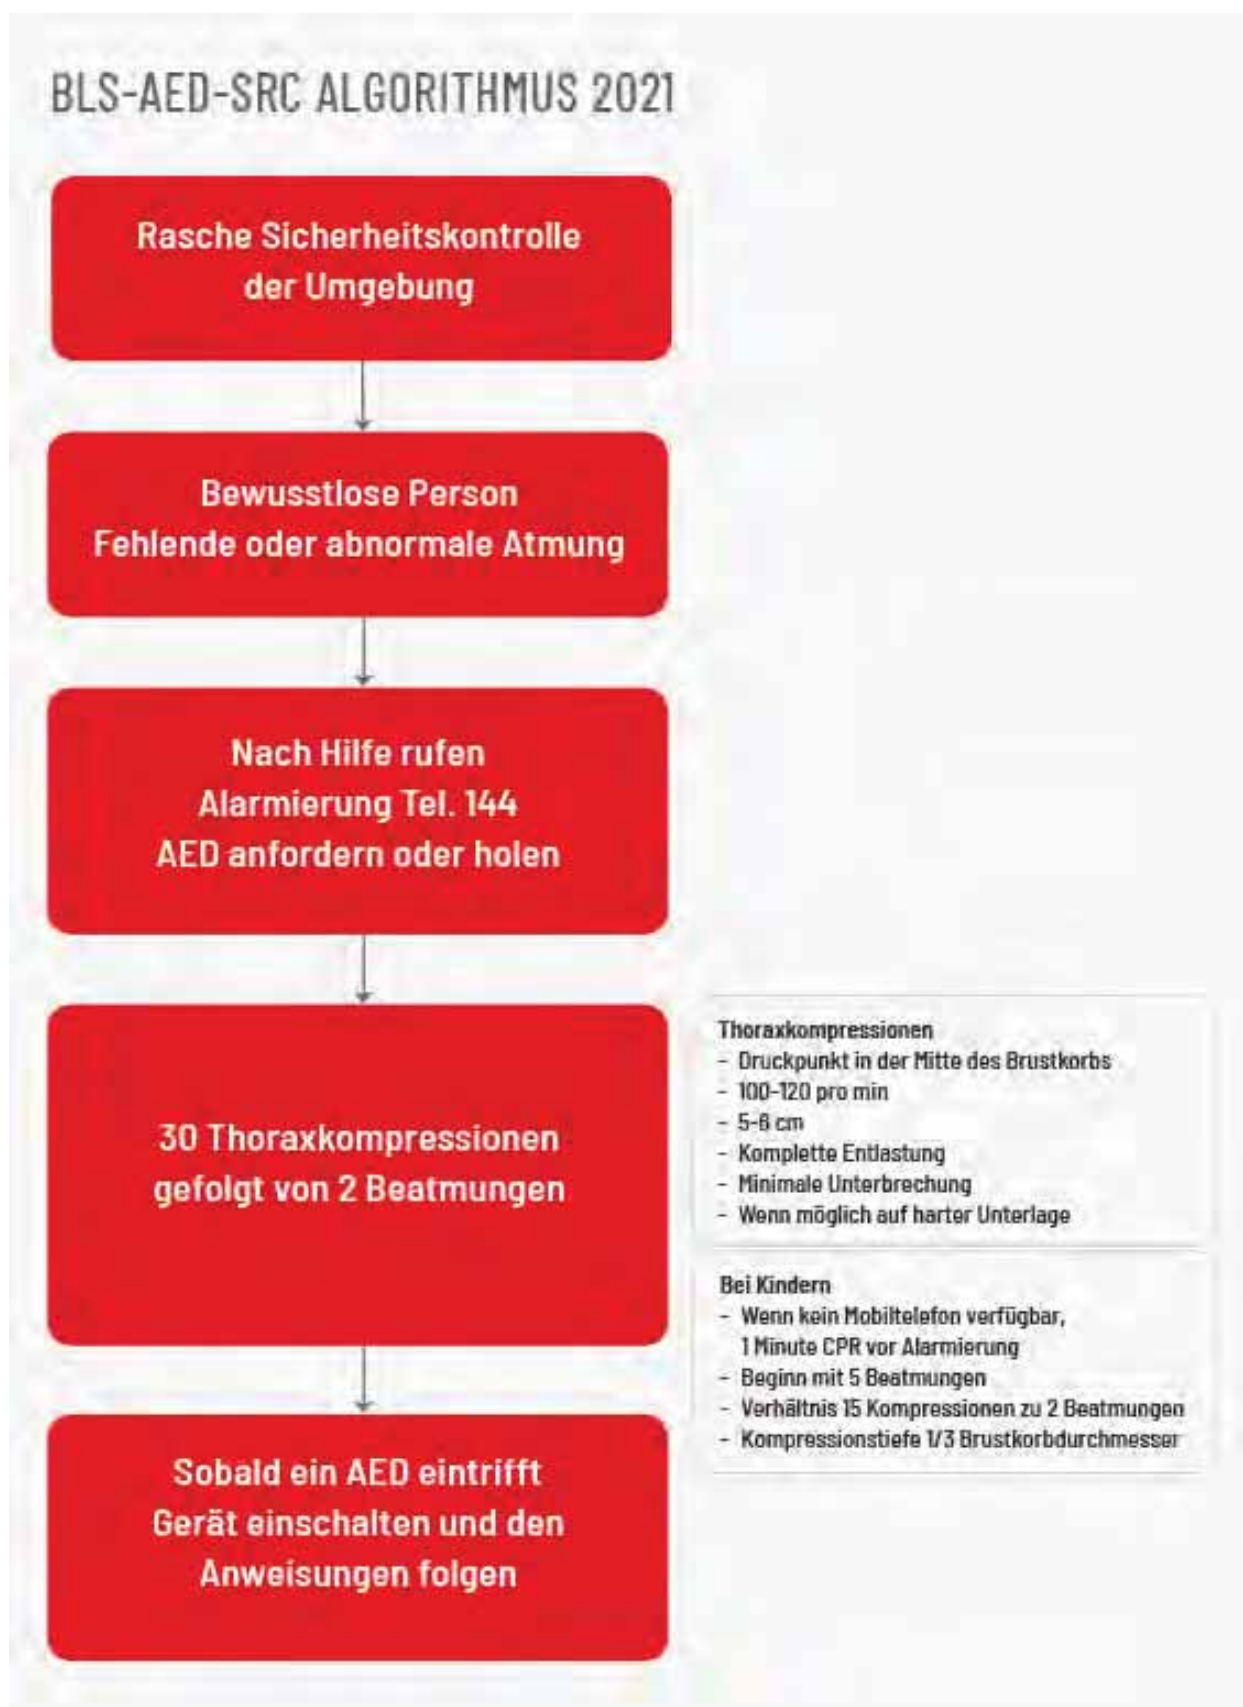 BLS-AED-SRC ALGORITHMUS 2021
Rasche Sicherheitskontrolle
der Umgebung
Bewusstlose Person
Fehlende oder abnormale Atmung
Nach Hilfe rufen
Alarmierung Tel. 144
AED anfordern oder holen
30 Thoraxkompressionen
gefolgt von 2 Beatmungen
Thoraxkompressionen
- Druckpunkt in der Mitte des Brustkorbs
- 100-120 pro min
- 5-6 cm
- Komplette Entlastung
- Minimale Unterbrechung
- Wenn möglich auf harter Unterlage
Bei Kindern
- Wenn kein Mobiltelefon verfügbar,
1 Minute CPR vor Alarmierung
- Beginn mit 5 Beatmungen
- Verhältnis 15 Kompressionen zu 2 Beatmungen
- Kompressionstiefe 1/3 Brustkorbdurchmesser
Sobald ein AED eintrifft
Gerät einschalten und den
Anweisungen folgen